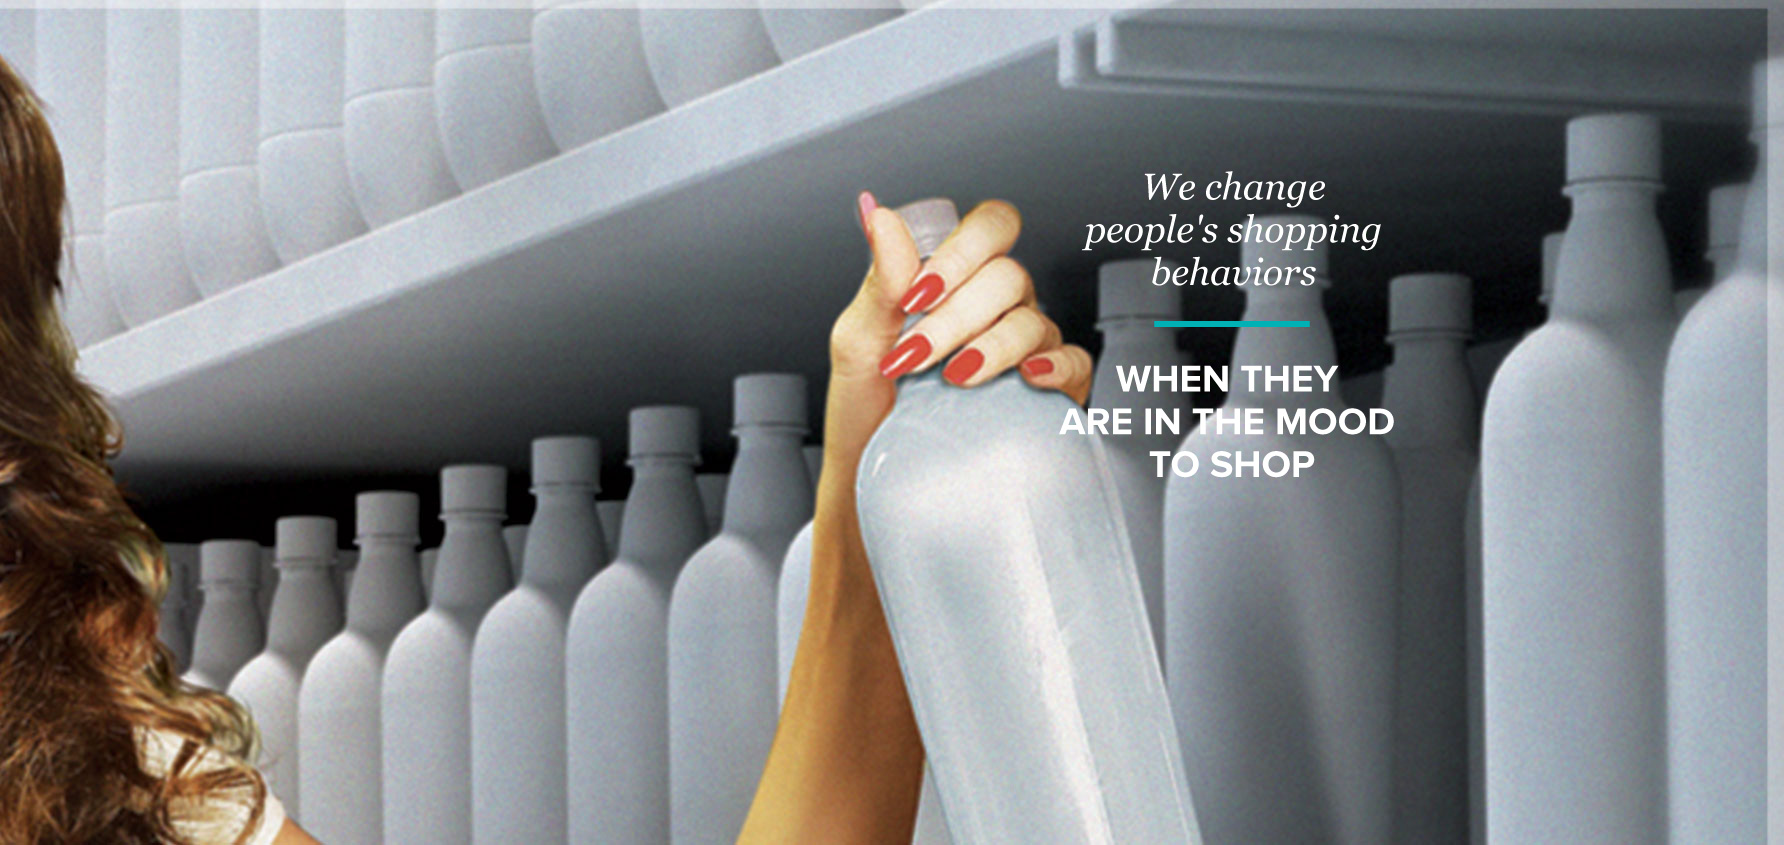 We change
people's shopping
behaviors
WHEN THEY
ARE IN THE MOOD
TO SHOP